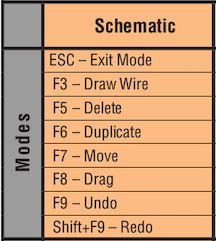 Schematic
Modes
ESC – Exit Mode
F3 – Draw Wire
F5 – Delete
F6 – Duplicate
F7 – Move
F8 – Drag
F9 – Undo
Shift+F9 – Redo